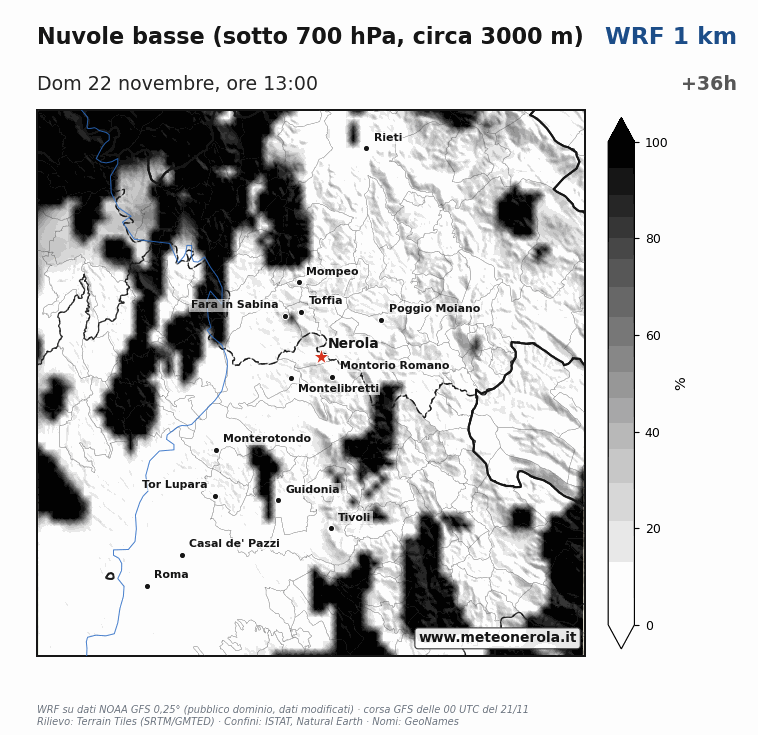 Nuvole basse (sotto 700 hPa, circa 3000 m) WRF 1 km
Dom 22 novembre, ore 13:00 +36h
Rieti
Mompeo
Fara in Sabina
Toffia
Poggio Moiano
Nerola
Montorio Romano
Montelibretti
Monterotondo
Tor Lupara
Guidonia
Tivoli
Casal de' Pazzi
Roma
www.meteonerola.it
100
80
60
40
20
0
%
WRF su dati NOAA GFS 0,25° (pubblico dominio, dati modificati) · corsa GFS delle 00 UTC del 21/11
Rilievo: Terrain Tiles (SRTM/GMTED) · Confini: ISTAT, Natural Earth · Nomi: GeoNames